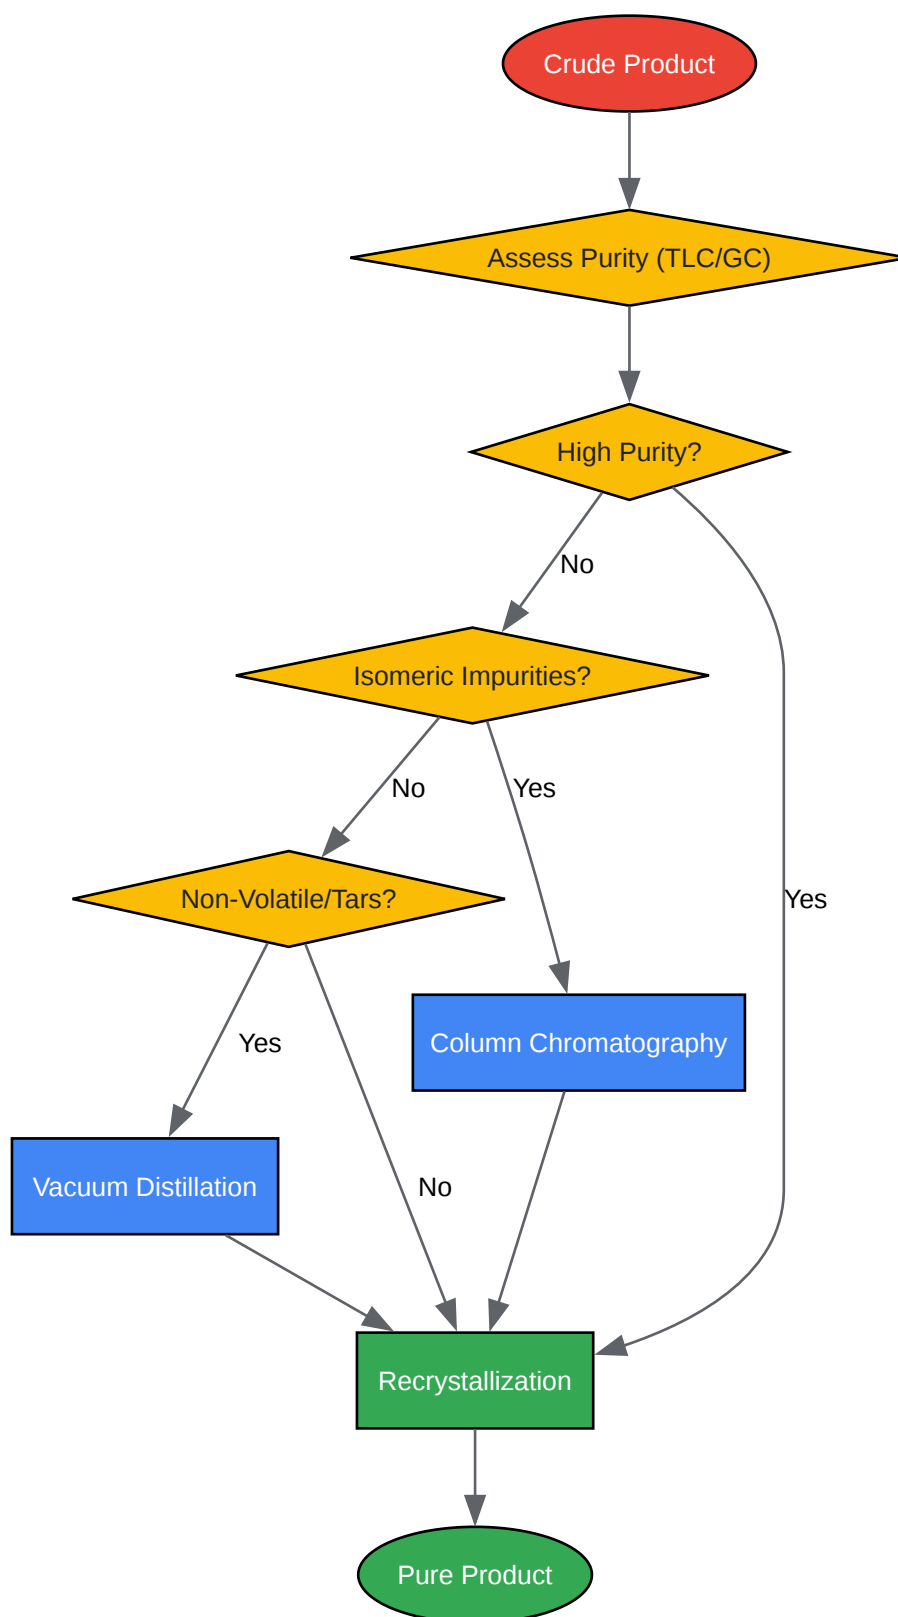 Crude Product
Assess Purity (TLC/GC)
High Purity?
No
Isomeric Impurities?
No
Yes
Non-Volatile/Tars?
Yes
Yes
Column Chromatography
Vacuum Distillation
No
Recrystallization
Pure Product